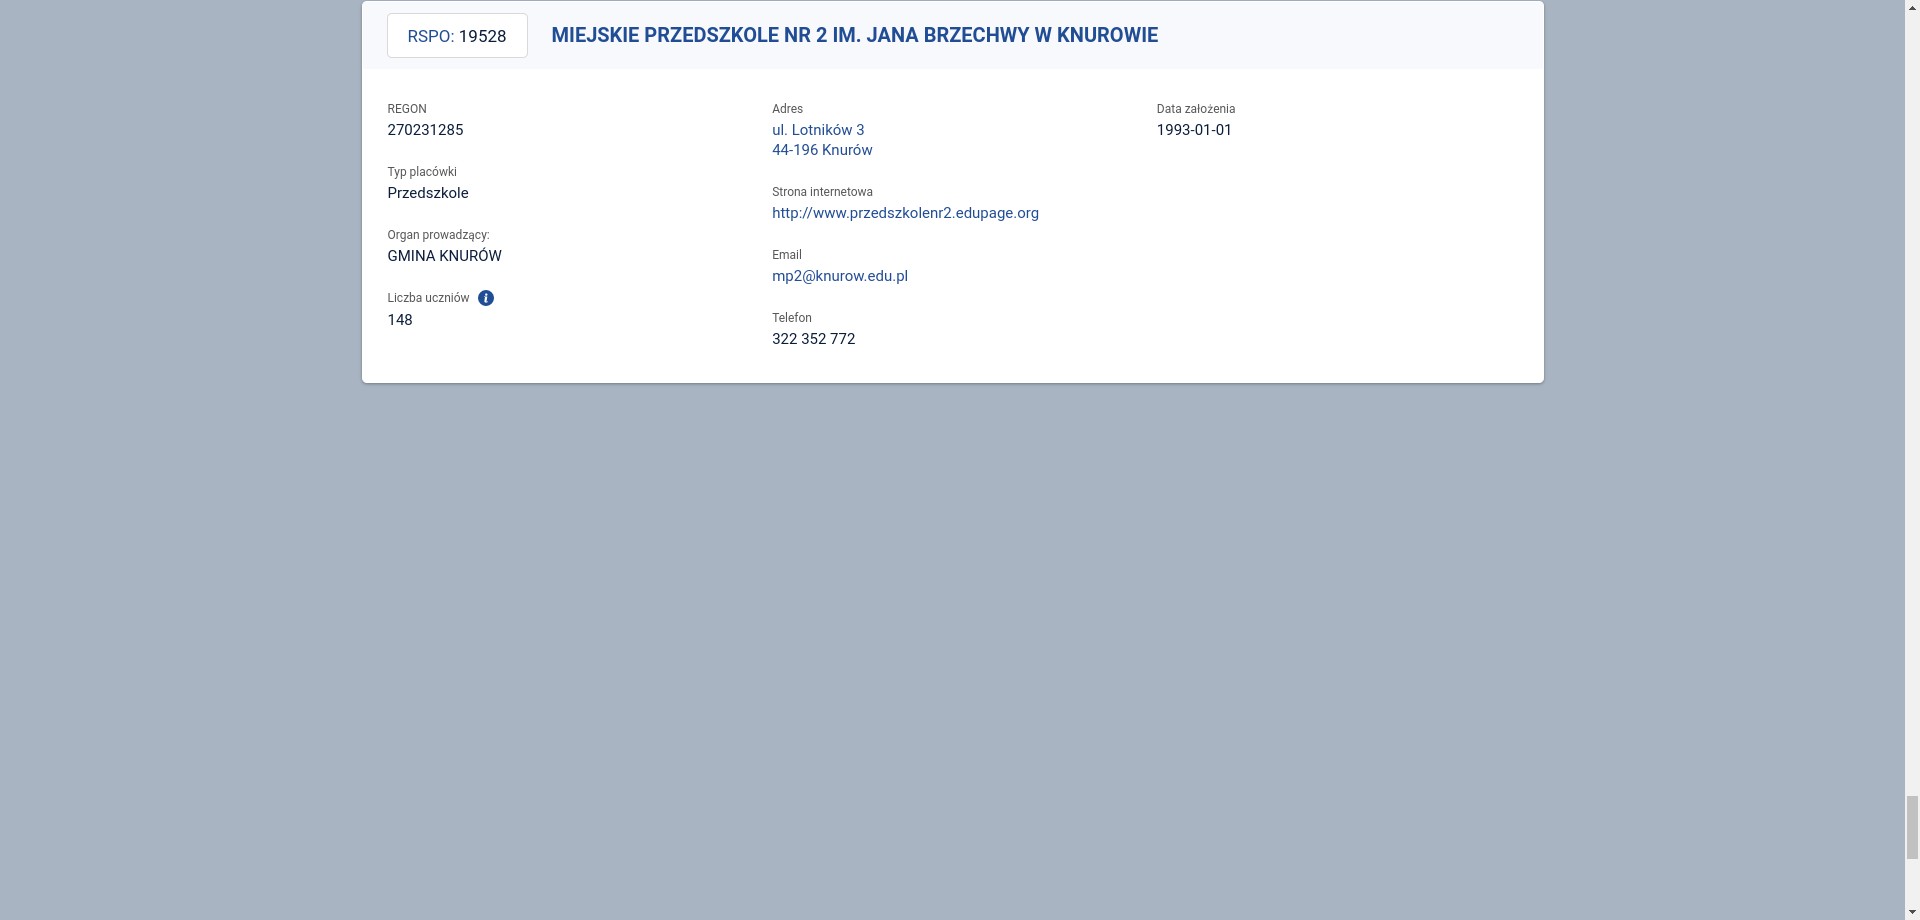 RSPO: 19528
MIEJSKIE PRZEDSZKOLE NR 2 IM. JANA BRZECHWY W KNUROWIE
REGON
270231285
Typ placówki
Przedszkole
Organ prowadzący:
GMINA KNURÓW
Liczba uczniów
148
Adres
ul. Lotników 3
44-196 Knurów
Strona internetowa
http://www.przedszkolenr2.edupage.org
Email
mp2@knurow.edu.pl
Telefon
322 352 772
Data założenia
1993-01-01